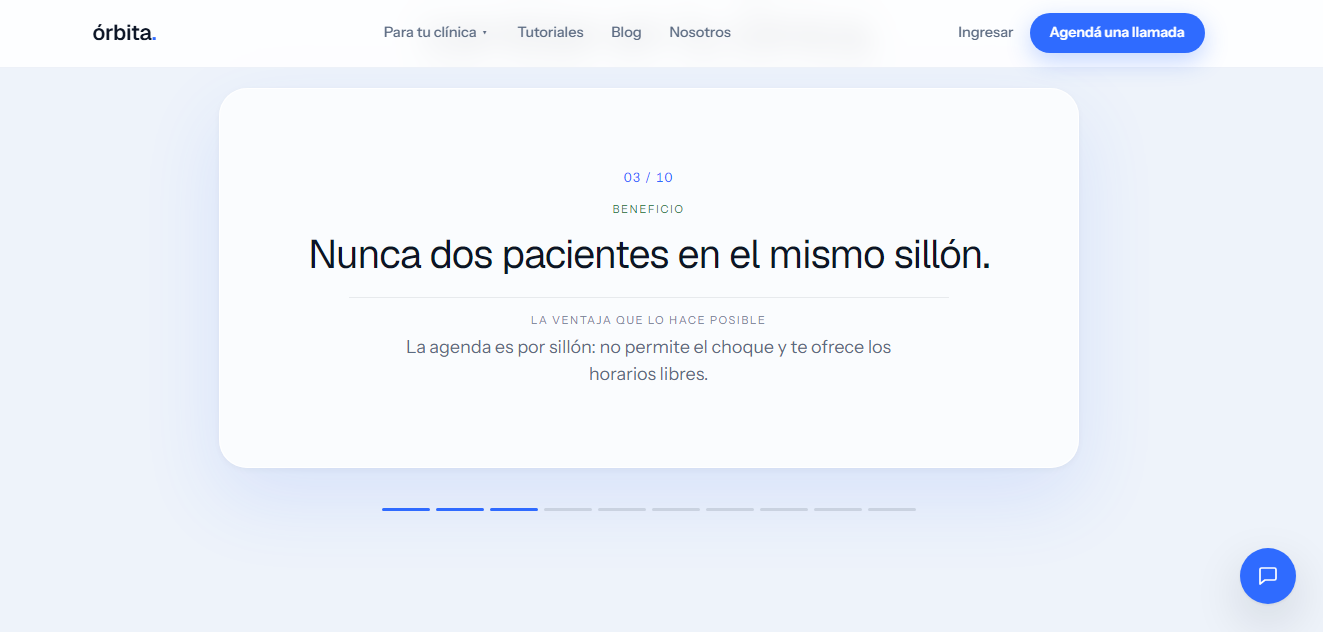 órbita.
Para tu clínica
Tutoriales
Blog
Nosotros
Ingresar
Agendá una llamada
03 / 10
BENEFICIO
Nunca dos pacientes en el mismo sillón.
LA VENTAJA QUE LO HACE POSIBLE
La agenda es por sillón: no permite el choque y te ofrece los
horarios libres.